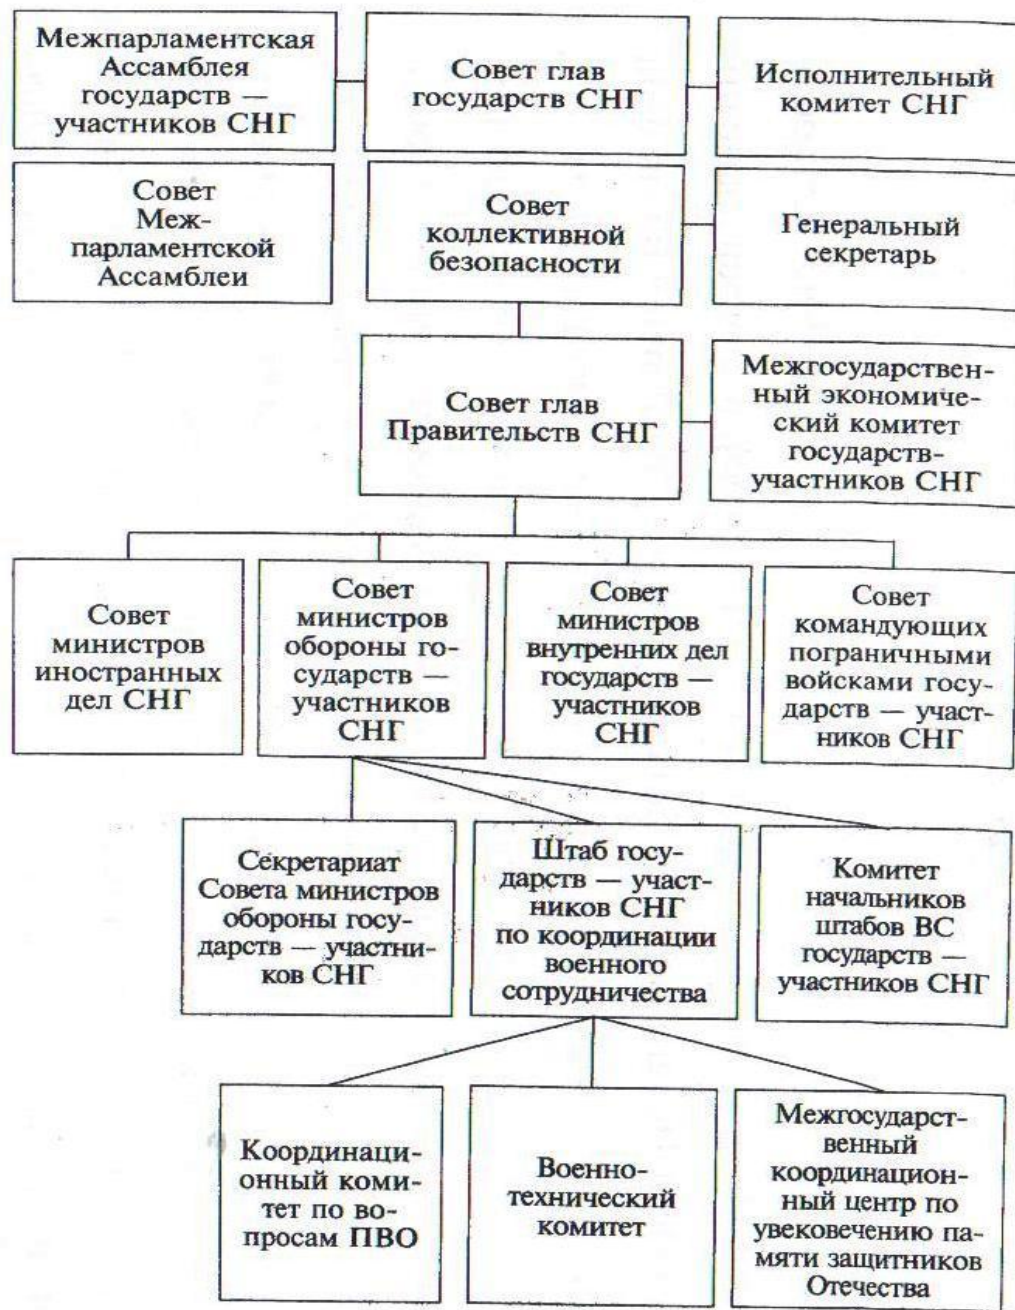 Межпарламентская
Ассамблея
государств —
участников СНГ
Совет глав
государств СНГ
Исполнительный
комитет СНГ
Совет
Меж-
парламентской
Ассамблеи
Совет
коллективной
безопасности
Генеральный
секретарь
Совет глав
Правительств СНГ
Межгосударствен-
ный экономиче-
ский комитет
государств-
участников СНГ
Совет
министров
иностранных
дел СНГ
Совет
министров
обороны го-
сударств —
участников
СНГ
Совет
министров
внутренних дел
государств —
участников
СНГ
Совет
командующих
пограничными
войсками госу-
дарств — участ-
ников СНГ
Секретариат
Совета министров
обороны госу-
дарств — участни-
ков СНГ
Штаб госу-
дарств — участ-
ников СНГ
по координации
военного
сотрудничества
Комитет
начальников
штабов ВС
государств —
участников СНГ
Координаци-
онный коми-
тет по во-
просам ПВО
Военно-
технический
комитет
Межгосударст-
венный
координацион-
ный центр по
увековечению па-
мяти защитников
Отечества